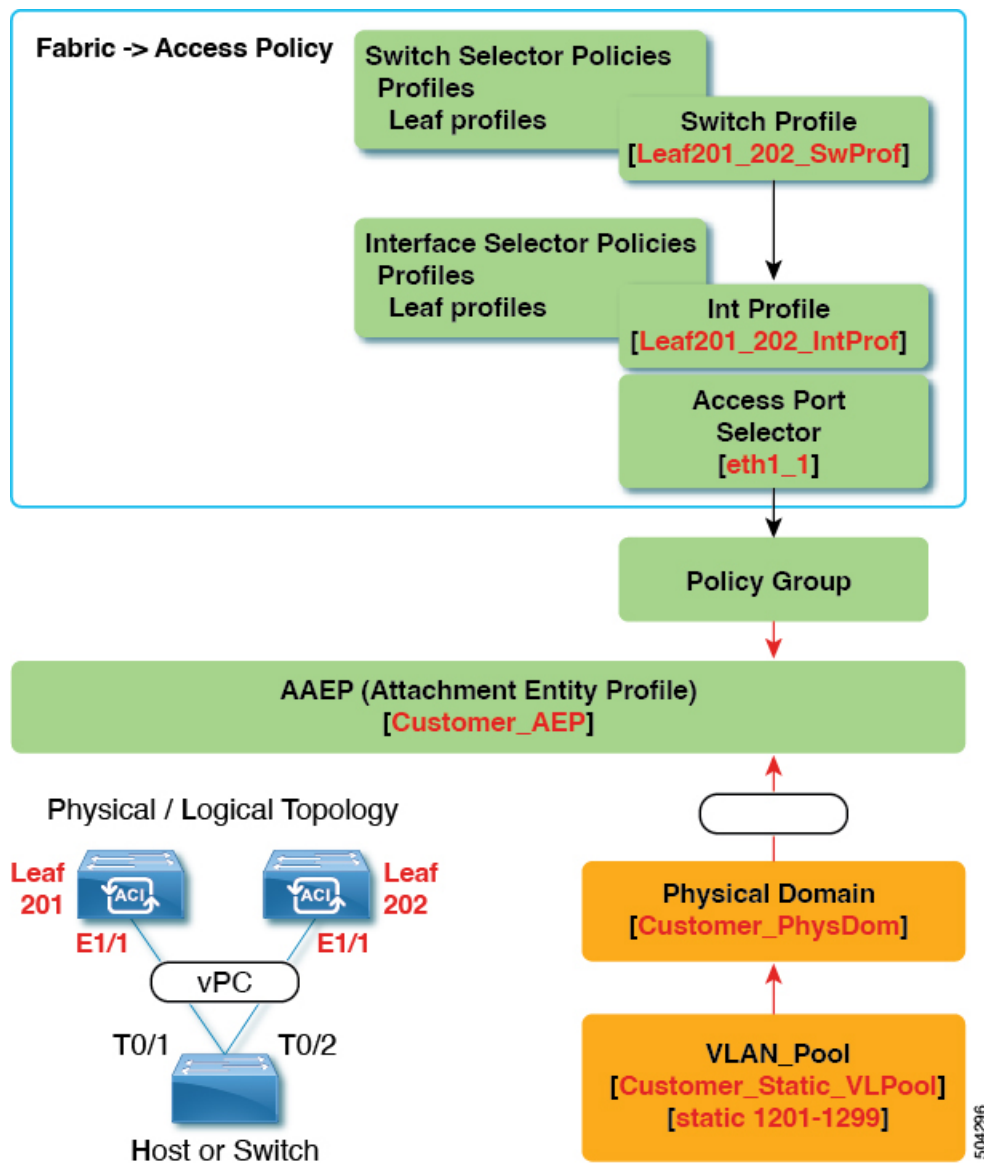 Fabric -> Access Policy
Switch Selector Policies
Profiles
Leaf profiles
Switch Profile
[Leaf201_202_SwProf]
Interface Selector Policies
Profiles
Leaf profiles
Int Profile
[Leaf201_202_IntProf]
Access Port
Selector
[eth1_1]
Policy Group
AAEP (Attachment Entity Profile)
[Customer_AEP]
Physical / Logical Topology
Leaf
201
ACI
ACI
Leaf
202
E1/1
E1/1
vPC
T0/1
T0/2
Host or Switch
Physical Domain
[Customer_PhysDom]
VLAN_Pool
[Customer_Static_VLPool]
[static 1201-1299]
504296